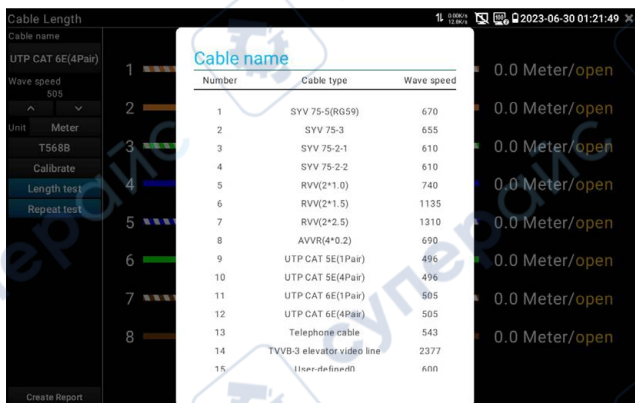 Cable Length
0.00K/s
12.6K/s
2023-06-30 01:21:49
Cable name
UTP CAT 6E(4Pair)
Wave speed
505
Unit Meter
T568B
Calibrate
Length test
Repeat test
Create Report
Cable name
Number Cable type Wave speed
1 SYV 75-5(RG59) 670
2 SYV 75-3 655
3 SYV 75-2-1 610
4 SYV 75-2-2 610
5 RVV(2*1.0) 740
6 RVV(2*1.5) 1135
7 RVV(2*2.5) 1310
8 AVVR(4*0.2) 690
9 UTP CAT 5E(1Pair) 496
10 UTP CAT 5E(4Pair) 496
11 UTP CAT 6E(1Pair) 505
12 UTP CAT 6E(4Pair) 505
13 Telephone cable 543
14 TVVB-3 elevator video line 2377
15 User-defined0 600
1 0.0 Meter/open
2 0.0 Meter/open
3 0.0 Meter/open
4 0.0 Meter/open
5 0.0 Meter/open
6 0.0 Meter/open
7 0.0 Meter/open
8 0.0 Meter/open
суперайс
суперайс